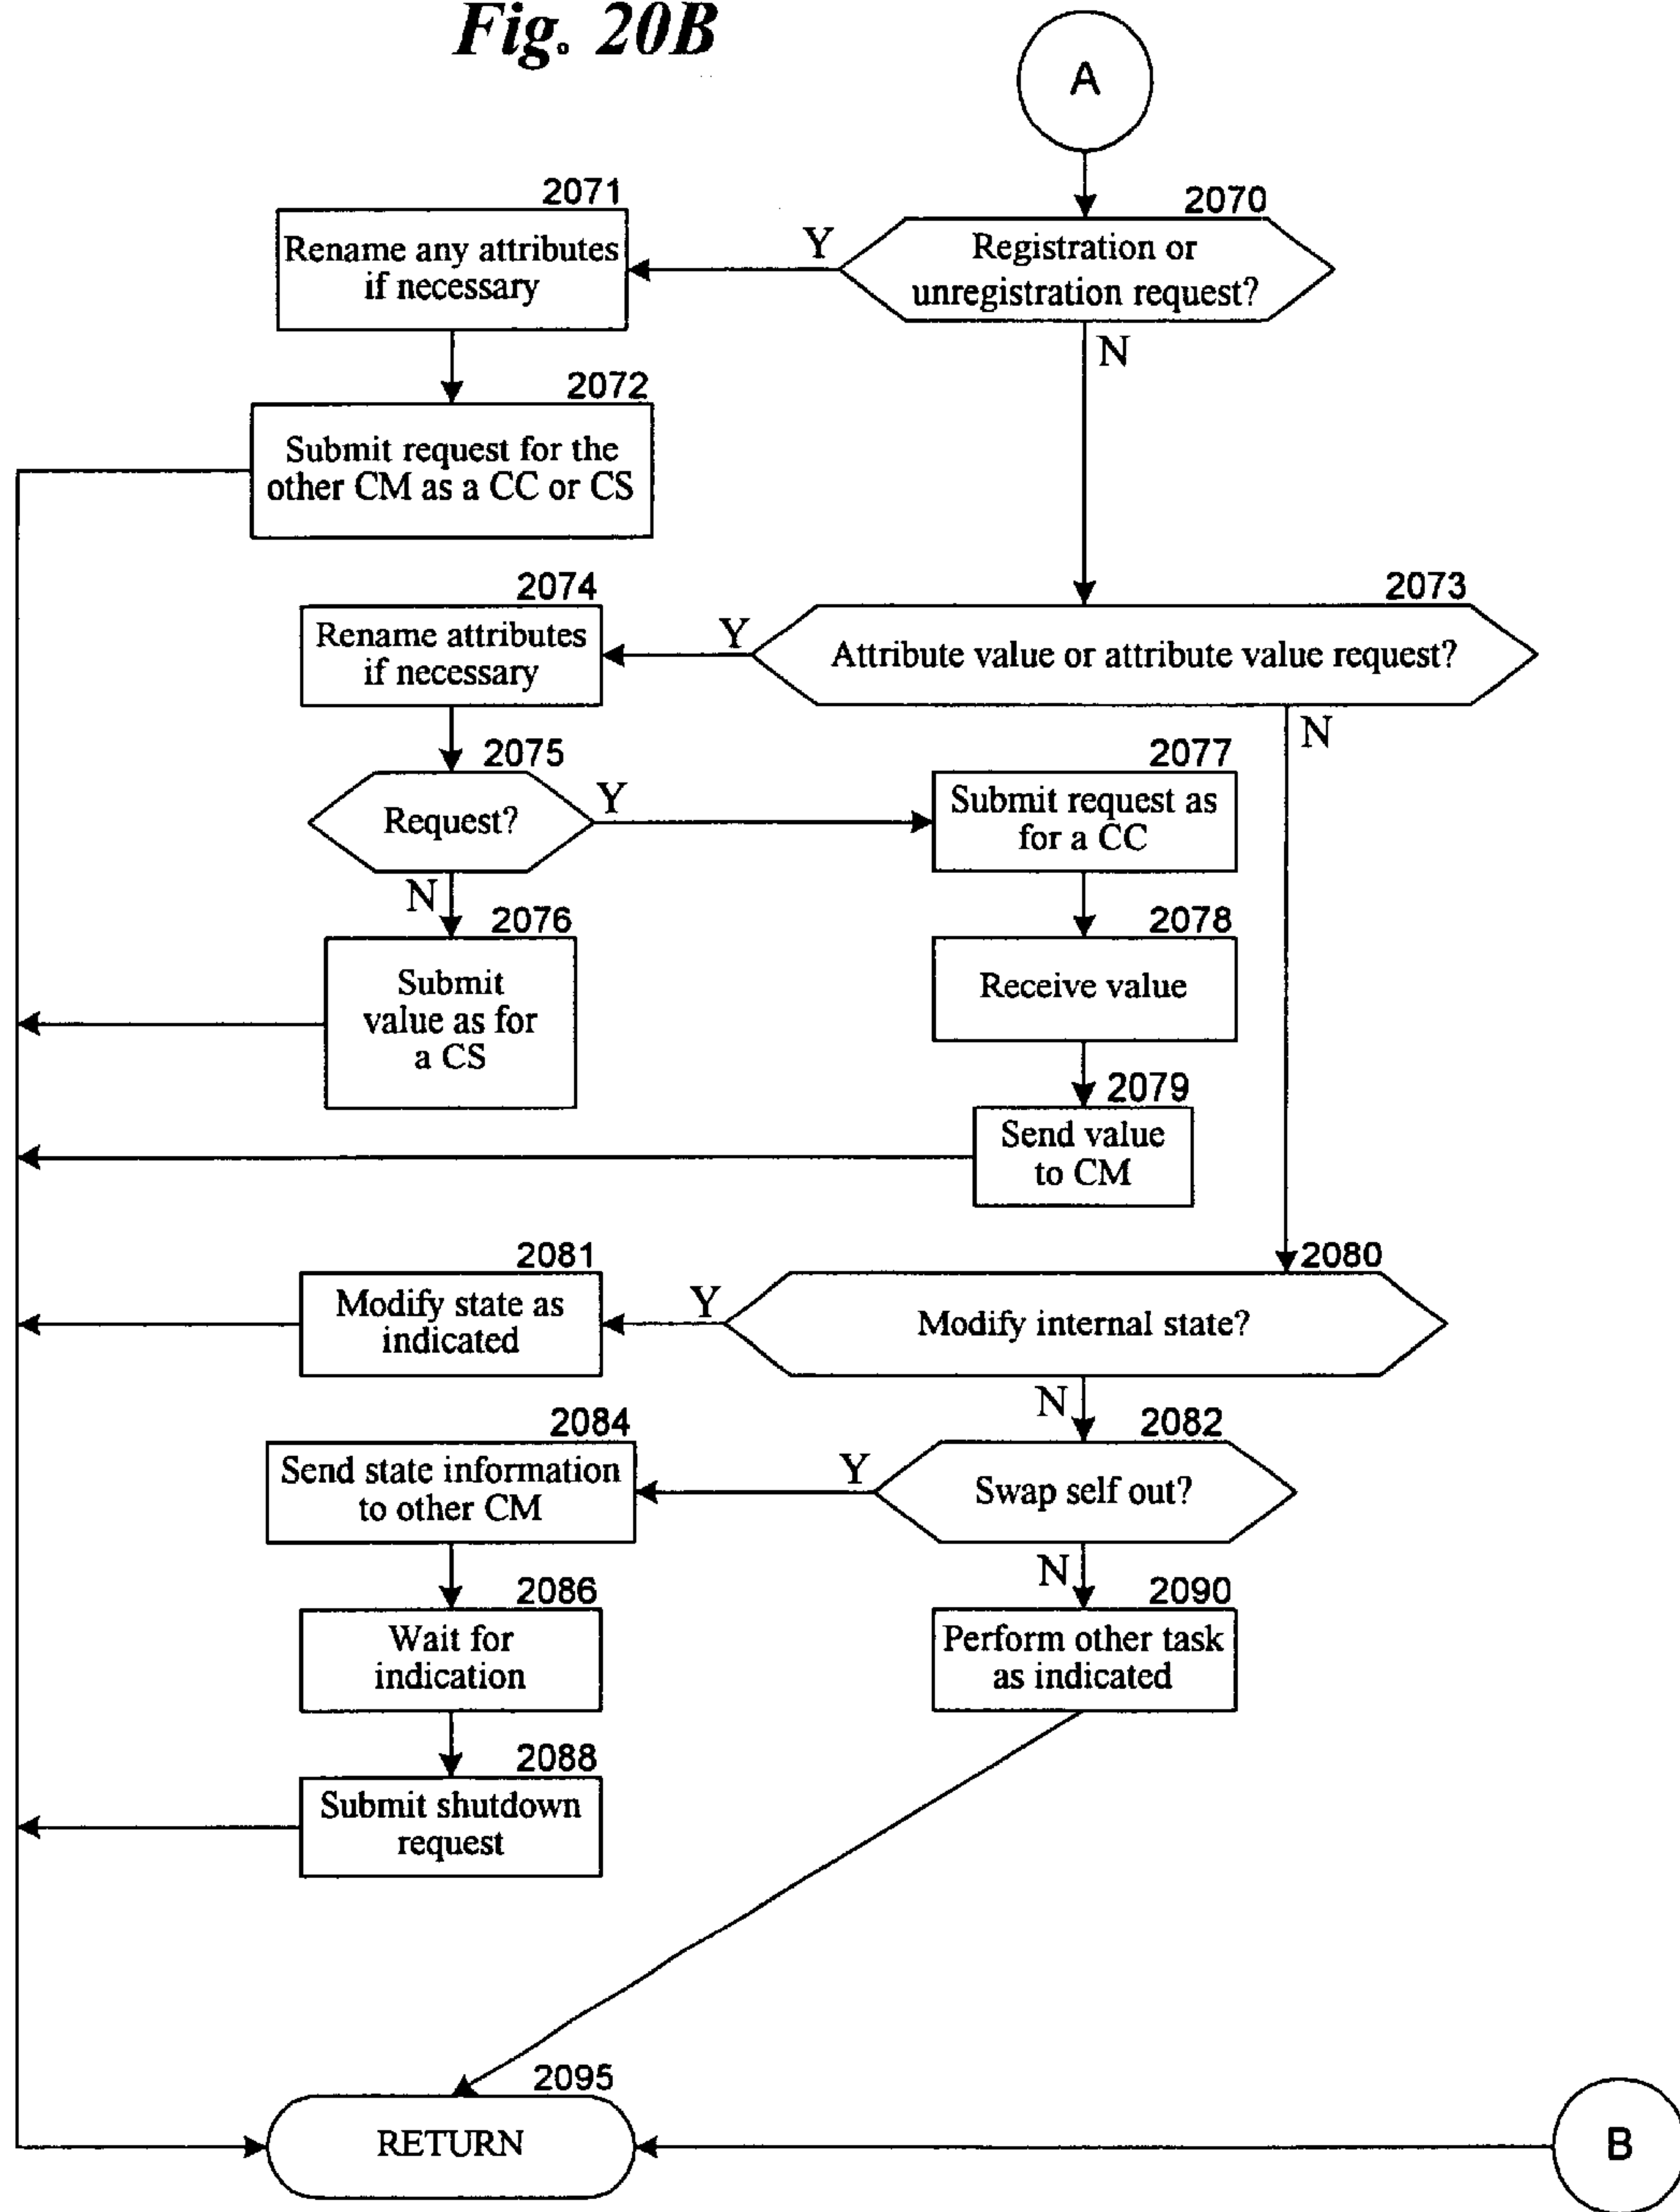 Fig. 20B
A
2071
2070
Rename any attributes
if necessary
Y
Registration or
unregistration request?
N
2072
Submit request for the
other CM as a CC or CS
2074
2073
Rename attributes
if necessary
Y
Attribute value or attribute value request?
N
2075
2077
Request?
Y
Submit request as
for a CC
N
2076
2078
Submit
value as for
a CS
Receive value
2079
Send value
to CM
2081
2080
Modify state as
indicated
Y
Modify internal state?
N
2084
2082
Send state information
to other CM
Y
Swap self out?
N
2086
2090
Wait for
indication
Perform other task
as indicated
2088
Submit shutdown
request
2095
RETURN
B